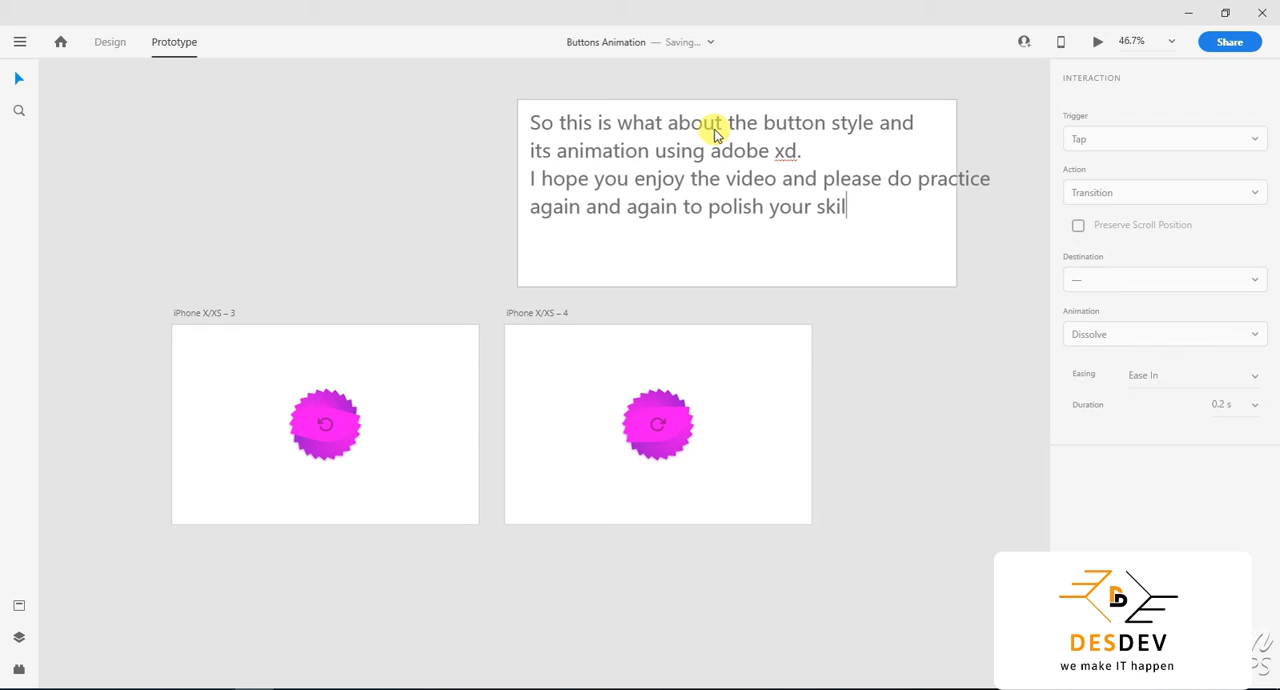 Design
Prototype
Buttons Animation — Saving...
46.7%
Share
INTERACTION
So this is what about the button style and
its animation using adobe xd.
I hope you enjoy the video and please do practice
again and again to polish your skil
Trigger
Tap
Action
Transition
Preserve Scroll Position
Destination
—
Animation
Dissolve
Easing
Ease In
Duration
0.2 s
iPhone X/XS – 3
iPhone X/XS – 4
DD
DESDEV
we make IT happen
PS